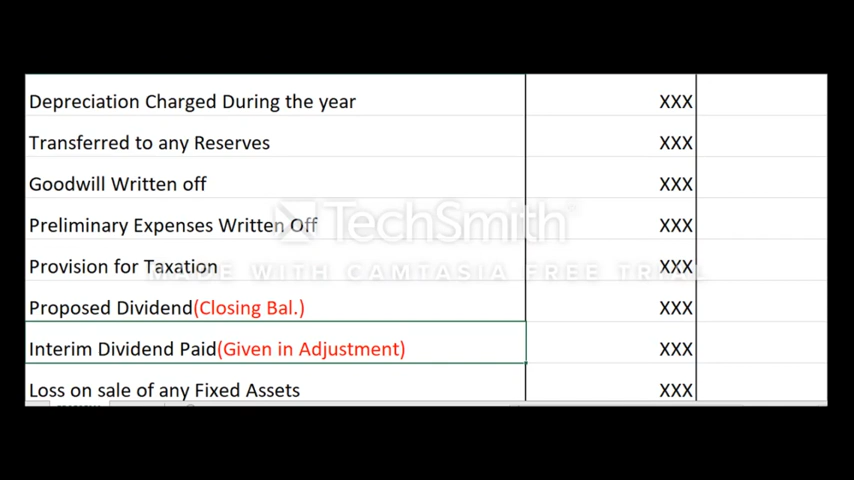 Depreciation Charged During the year XXX
Transferred to any Reserves XXX
Goodwill Written off XXX
Preliminary Expenses Written Off XXX
TechSmith
Provision for Taxation XXX
MADE WITH CAMTASIA FREE TRIAL
Proposed Dividend(Closing Bal.) XXX
Interim Dividend Paid(Given in Adjustment) XXX
Loss on sale of any Fixed Assets XXX